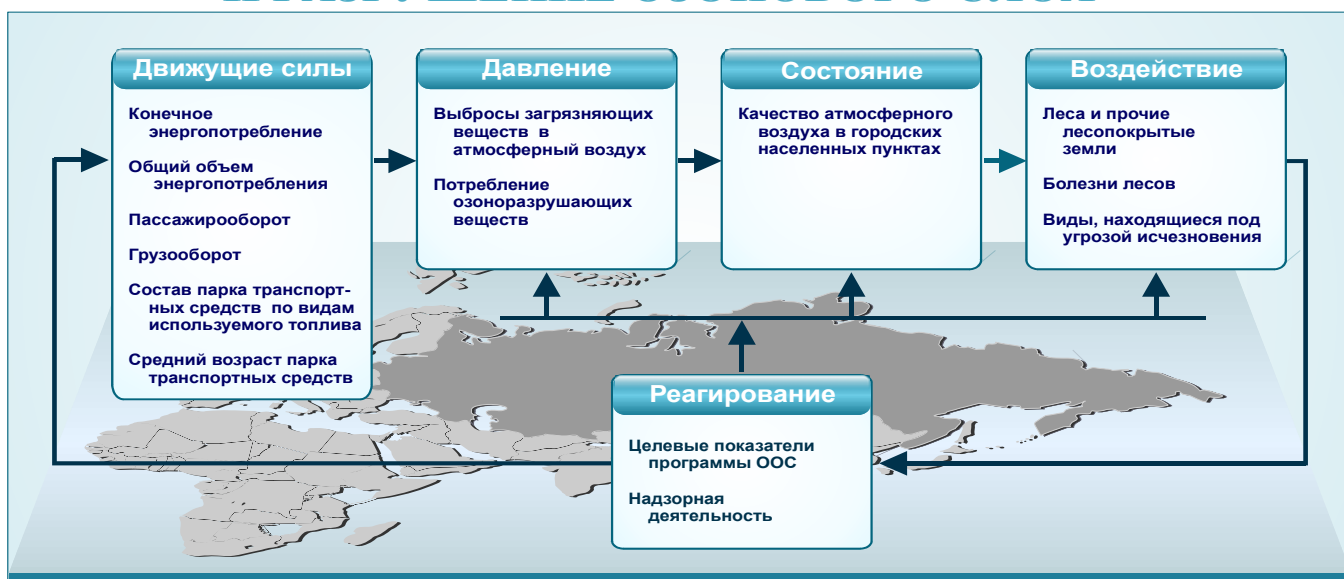 Движущие силы
Конечное
энергопотребление
Общий объем
энергопотребления
Пассажирооборот
Грузооборот
Состав парка транспорт-
ных средств по видам
используемого топлива
Средний возраст парка
транспортных средств
Давление
Выбросы загрязняющих
веществ в
атмосферный воздух
Потребление
озоноразрушающих
веществ
Состояние
Качество атмосферного
воздуха в городских
населенных пунктах
Воздействие
Леса и прочие
лесопокрытые
земли
Болезни лесов
Виды, находящиеся под
угрозой исчезновения
Реагирование
Целевые показатели
программы ООС
Надзорная
деятельность